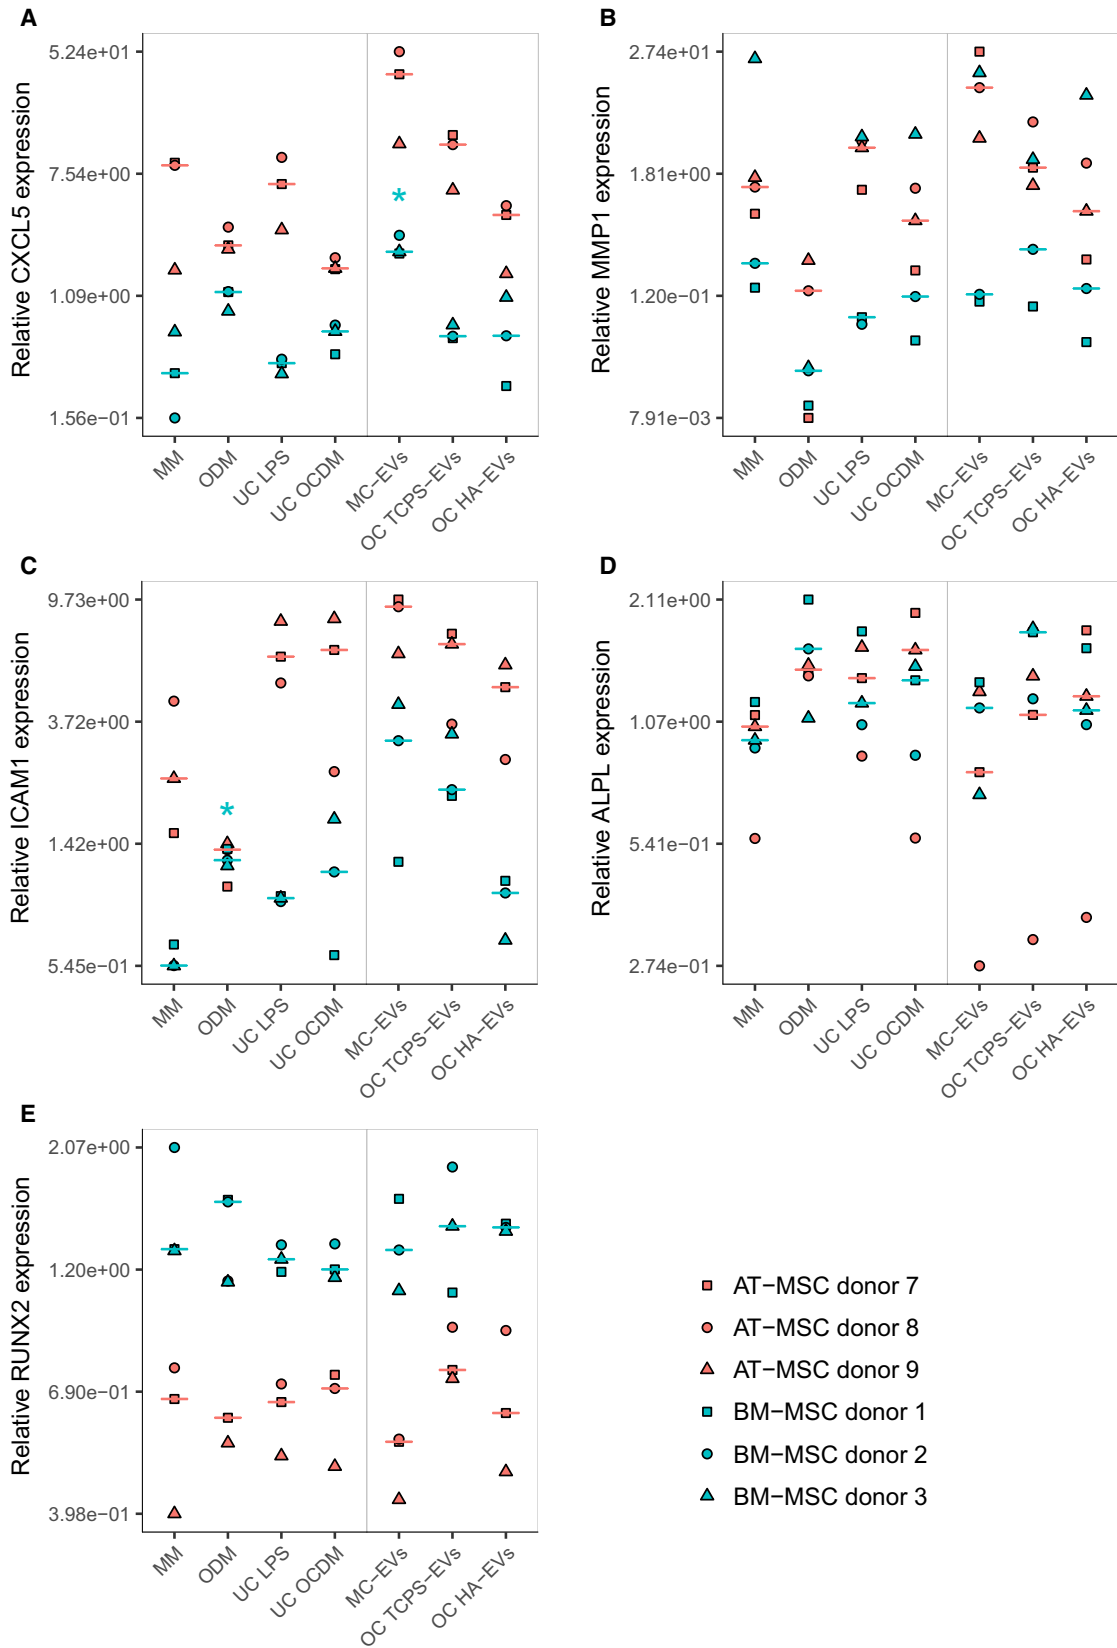 A
Relative CXCL5 expression
5.24e+01
7.54e+00
1.09e+00
1.56e−01
*
MM
ODM
UC LPS
UC OCDM
MC−EVs
OC TCPS−EVs
OC HA−EVs
B
Relative MMP1 expression
2.74e+01
1.81e+00
1.20e−01
7.91e−03
MM
ODM
UC LPS
UC OCDM
MC−EVs
OC TCPS−EVs
OC HA−EVs
C
Relative ICAM1 expression
9.73e+00
3.72e+00
1.42e+00
5.45e−01
*
MM
ODM
UC LPS
UC OCDM
MC−EVs
OC TCPS−EVs
OC HA−EVs
D
Relative ALPL expression
2.11e+00
1.07e+00
5.41e−01
2.74e−01
MM
ODM
UC LPS
UC OCDM
MC−EVs
OC TCPS−EVs
OC HA−EVs
E
Relative RUNX2 expression
2.07e+00
1.20e+00
6.90e−01
3.98e−01
MM
ODM
UC LPS
UC OCDM
MC−EVs
OC TCPS−EVs
OC HA−EVs
AT−MSC donor 7
AT−MSC donor 8
AT−MSC donor 9
BM−MSC donor 1
BM−MSC donor 2
BM−MSC donor 3